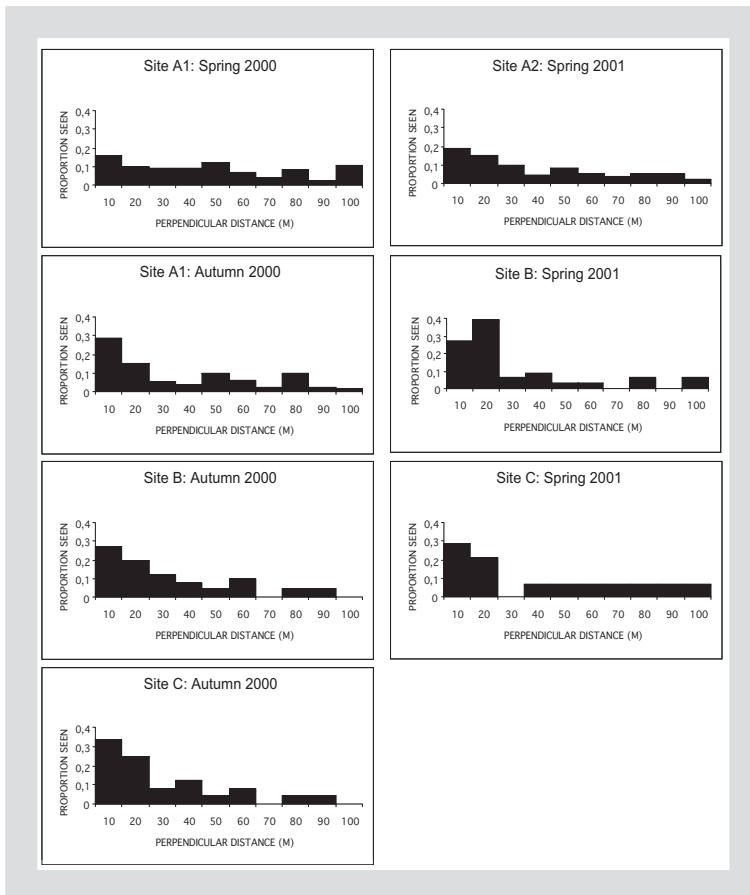 Site A1: Spring 2000
PROPORTION SEEN
0,4
0,3
0,2
0,1
0
10 20 30 40 50 60 70 80 90 100
PERPENDICULAR DISTANCE (M)
Site A2: Spring 2001
PROPORTION SEEN
0,4
0,3
0,2
0,1
0
10 20 30 40 50 60 70 80 90 100
PERPENDICUALR DISTANCE (M)
Site A1: Autumn 2000
PROPORTION SEEN
0,4
0,3
0,2
0,1
0
10 20 30 40 50 60 70 80 90 100
PERPENDICULAR DISTANCE (M)
Site B: Spring 2001
PROPORTION SEEN
0,4
0,3
0,2
0,1
0
10 20 30 40 50 60 70 80 90 100
PERPENDICULAR DISTANCE (M)
Site B: Autumn 2000
PROPORTION SEEN
0,4
0,3
0,2
0,1
0
10 20 30 40 50 60 70 80 90 100
PERPENDICULAR DISTANCE (M)
Site C: Spring 2001
PROPORTION SEEN
0,4
0,3
0,2
0,1
0
10 20 30 40 50 60 70 80 90 100
PERPENDICULAR DISTANCE (M)
Site C: Autumn 2000
PROPORTION SEEN
0,4
0,3
0,2
0,1
0
10 20 30 40 50 60 70 80 90 100
PERPENDICULAR DISTANCE (M)